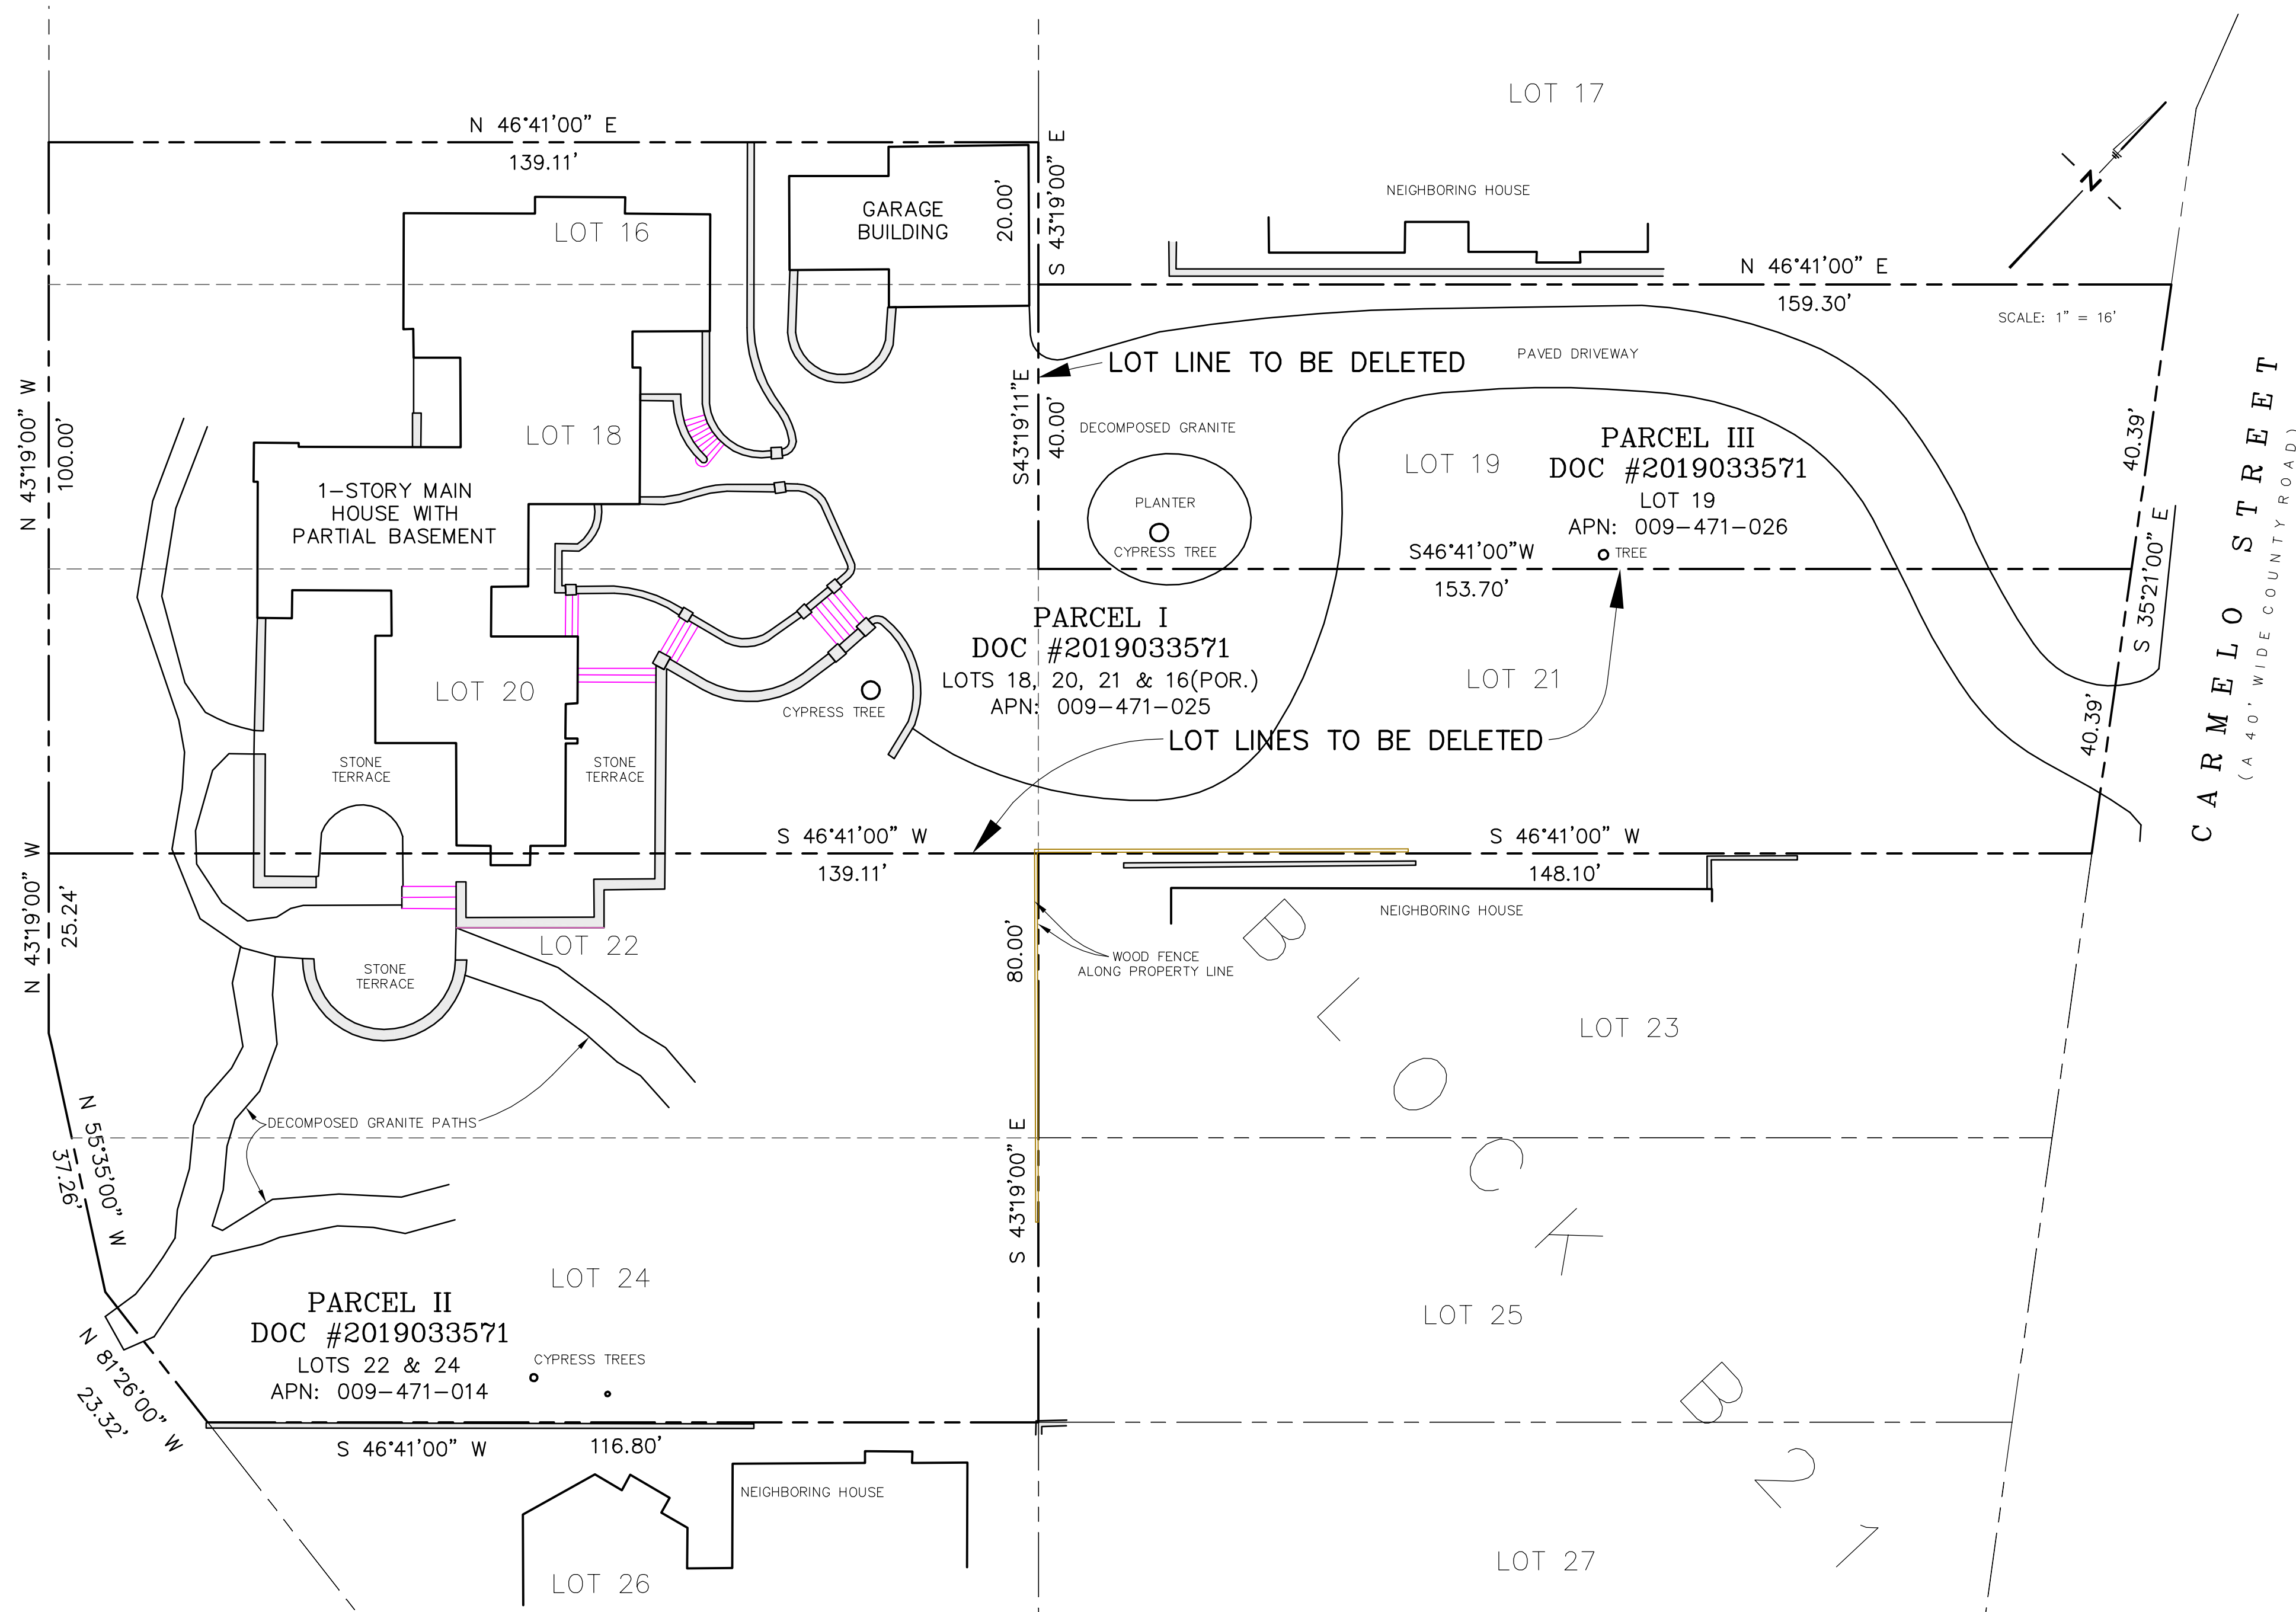 LOT 17
N 46°41'00" E
139.11'
S 43°19'00" E
20.00'
NEIGHBORING HOUSE
N
GARAGE
BUILDING
LOT 16
N 46°41'00" E
159.30'
SCALE: 1" = 16'
LOT LINE TO BE DELETED
PAVED DRIVEWAY
S43°19'11"E
40.00'
N 43°19'00" W
100.00'
LOT 18
DECOMPOSED GRANITE
LOT 19
PARCEL III
DOC #2019033571
LOT 19
APN: 009-471-026
40.39'
CARMELO STREET
(A 40' WIDE COUNTY ROAD)
1-STORY MAIN
HOUSE WITH
PARTIAL BASEMENT
PLANTER
CYPRESS TREE
S46°41'00"W
153.70'
TREE
S 35°21'00" E
PARCEL I
DOC #2019033571
LOTS 18, 20, 21 & 16(POR.)
APN: 009-471-025
LOT 20
LOT 21
CYPRESS TREE
40.39'
LOT LINES TO BE DELETED
STONE
TERRACE
STONE
TERRACE
S 46°41'00" W
139.11'
S 46°41'00" W
148.10'
N 43°19'00" W
25.24'
NEIGHBORING HOUSE
LOT 22
80.00'
WOOD FENCE
ALONG PROPERTY LINE
STONE
TERRACE
BLOCK B21
LOT 23
N 55°35'00" W
37.26'
DECOMPOSED GRANITE PATHS
S 43°19'00" E
LOT 24
PARCEL II
DOC #2019033571
LOTS 22 & 24
APN: 009-471-014
CYPRESS TREES
LOT 25
N 81°26'00" W
23.32'
S 46°41'00" W
116.80'
NEIGHBORING HOUSE
LOT 26
LOT 27